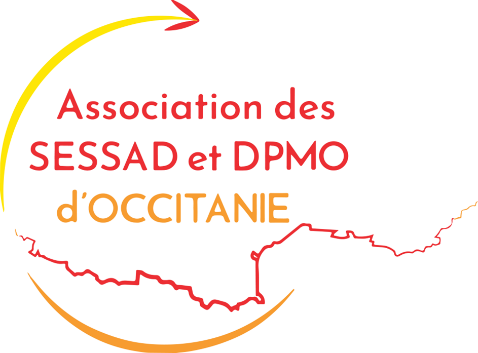 Association des
SESSAD et DPMO
d'OCCITANIE